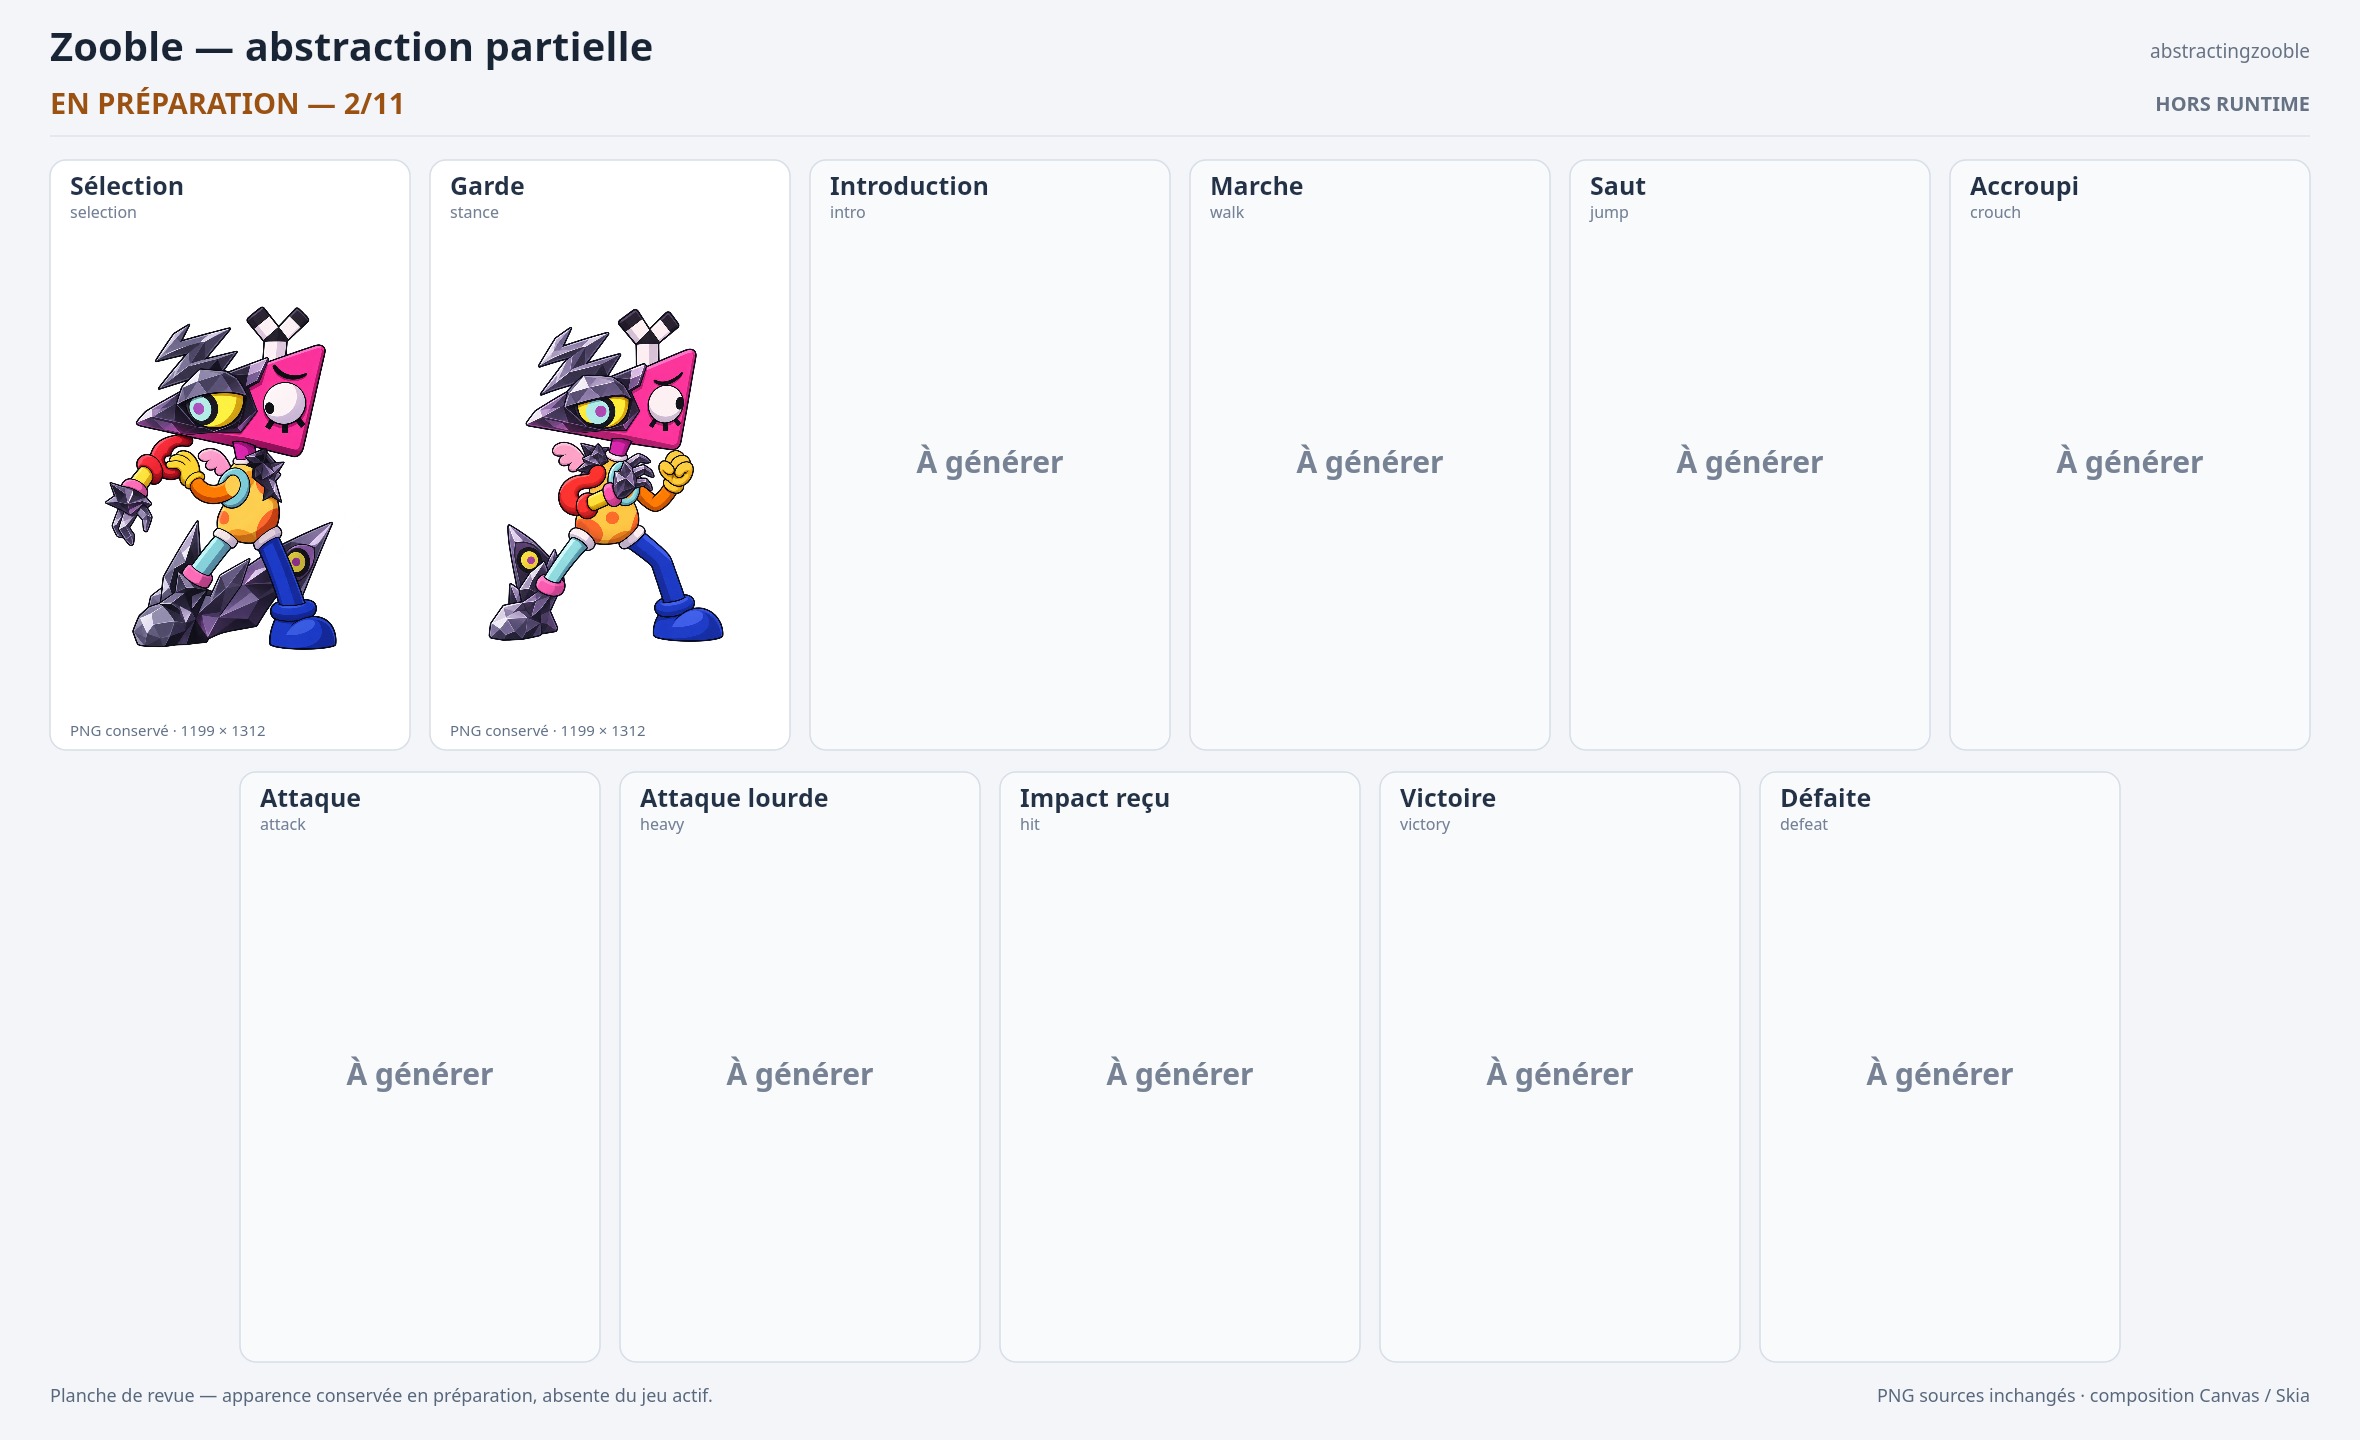 Zooble — abstraction partielle
abstractingzooble
EN PRÉPARATION — 2/11
HORS RUNTIME
Sélection
selection
PNG conservé · 1199 × 1312
Garde
stance
PNG conservé · 1199 × 1312
Introduction
intro
À générer
Marche
walk
À générer
Saut
jump
À générer
Accroupi
crouch
À générer
Attaque
attack
À générer
Attaque lourde
heavy
À générer
Impact reçu
hit
À générer
Victoire
victory
À générer
Défaite
defeat
À générer
Planche de revue — apparence conservée en préparation, absente du jeu actif.
PNG sources inchangés · composition Canvas / Skia